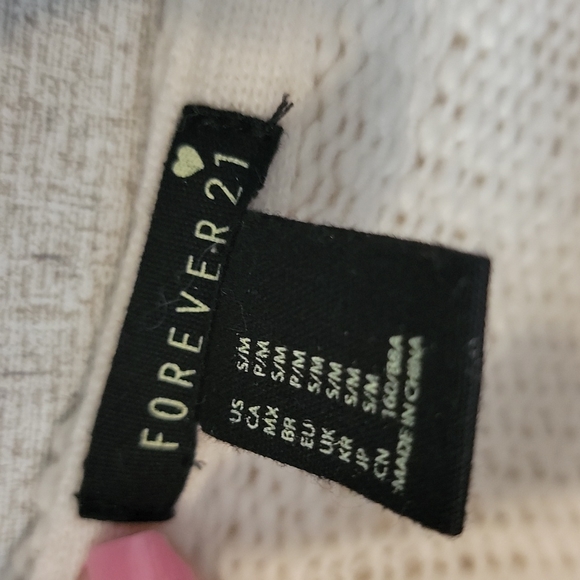 FOREVER 21
US S/M
CA P/M
MX S/M
BR P/M
EU S/M
UK S/M
KR S/M
JP S/M
CN 160/88A
MADE IN CHINA